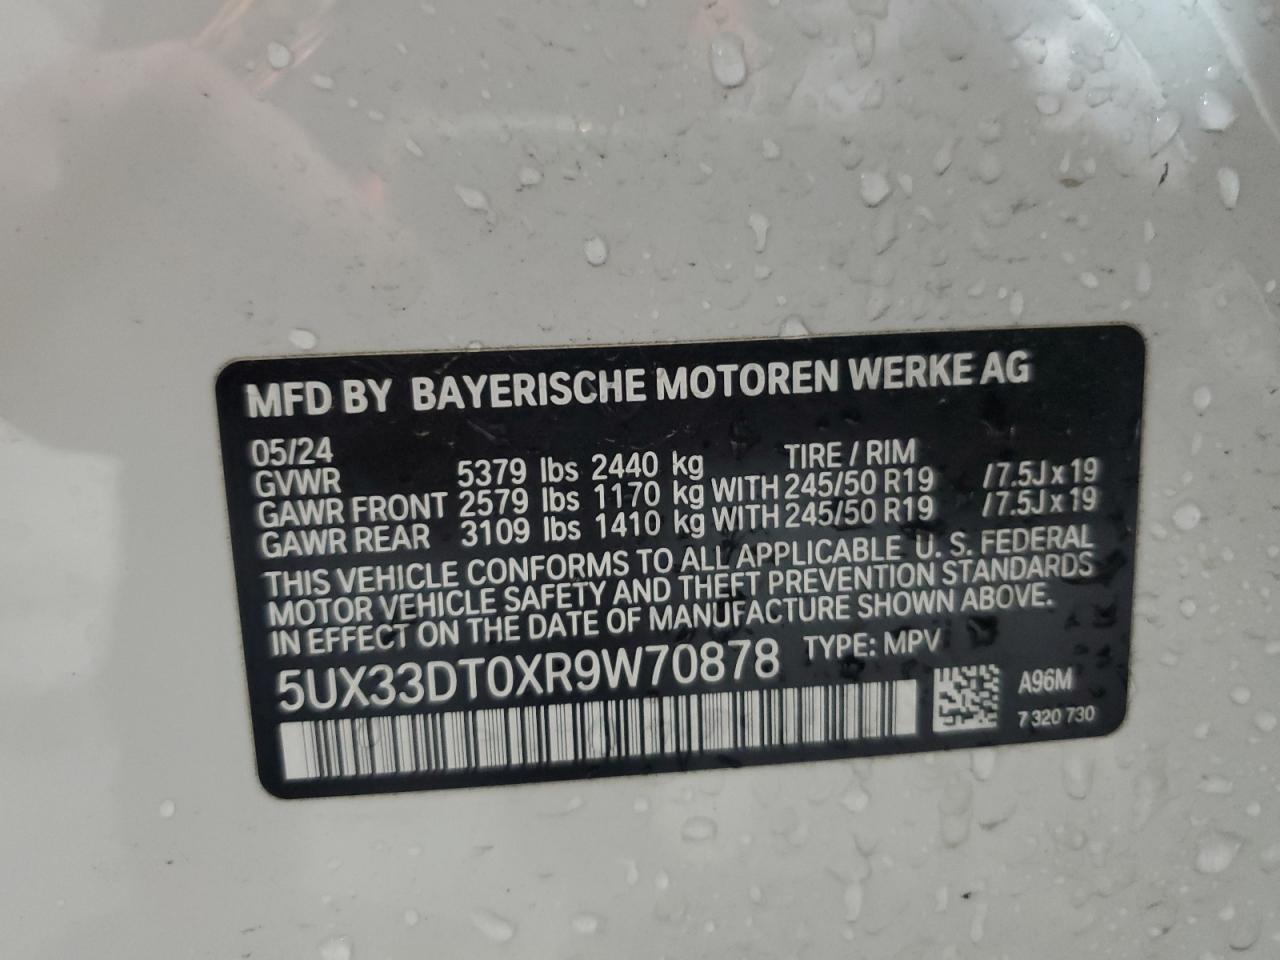 MFD BY BAYERISCHE MOTOREN WERKE AG
05/24 TIRE / RIM
GVWR 5379 lbs 2440 kg
GAWR FRONT 2579 lbs 1170 kg WITH 245/50 R19 /7.5J x 19
GAWR REAR 3109 lbs 1410 kg WITH 245/50 R19 /7.5J x 19
THIS VEHICLE CONFORMS TO ALL APPLICABLE U. S. FEDERAL
MOTOR VEHICLE SAFETY AND THEFT PREVENTION STANDARDS
IN EFFECT ON THE DATE OF MANUFACTURE SHOWN ABOVE.
5UX33DT0XR9W70878 TYPE: MPV
A96M
7 320 730